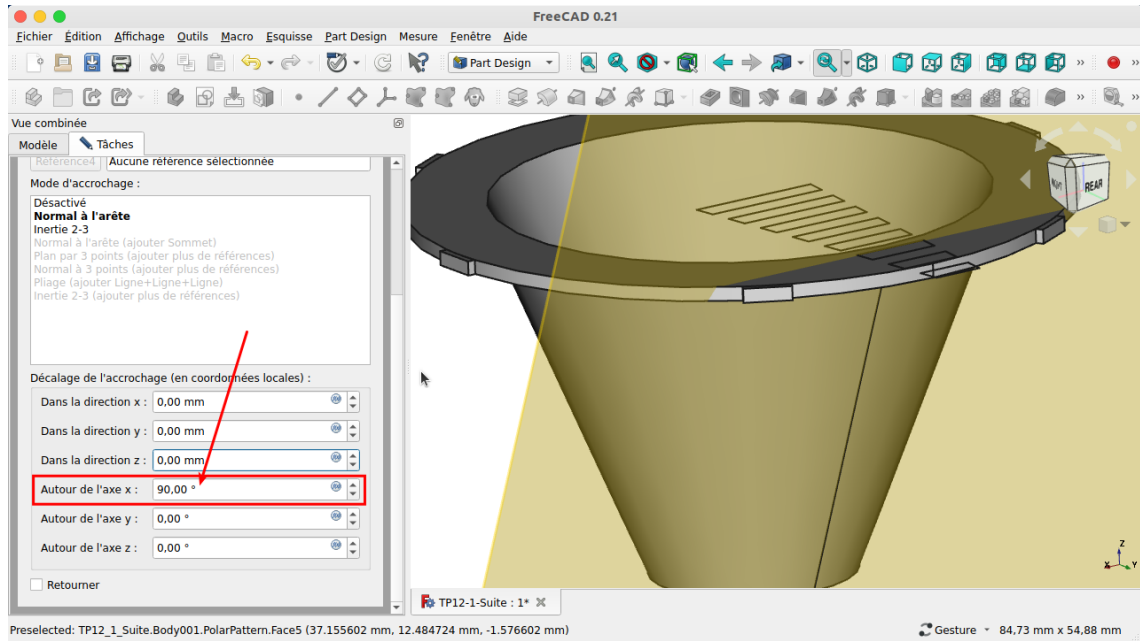 FreeCAD 0.21
Fichier Édition Affichage Outils Macro Esquisse Part Design Mesure Fenêtre Aide
Part Design
Vue combinée
Modèle Tâches
Référence4 Aucune référence sélectionnée
Mode d'accrochage :
Désactivé
Normal à l'arête
Inertie 2-3
Normal à l'arête (ajouter Sommet)
Plan par 3 points (ajouter plus de références)
Normal à 3 points (ajouter plus de références)
Pliage (ajouter Ligne+Ligne+Ligne)
Inertie 2-3 (ajouter plus de références)
Décalage de l'accrochage (en coordonnées locales) :
Dans la direction x : 0,00 mm
Dans la direction y : 0,00 mm
Dans la direction z : 0,00 mm
Autour de l'axe x : 90,00 °
Autour de l'axe y : 0,00 °
Autour de l'axe z : 0,00 °
Retourner
REAR
Z
X Y
TP12-1-Suite : 1*
Preselected: TP12_1_Suite.Body001.PolarPattern.Face5 (37.155602 mm, 12.484724 mm, -1.576602 mm)
Gesture 84,73 mm x 54,88 mm